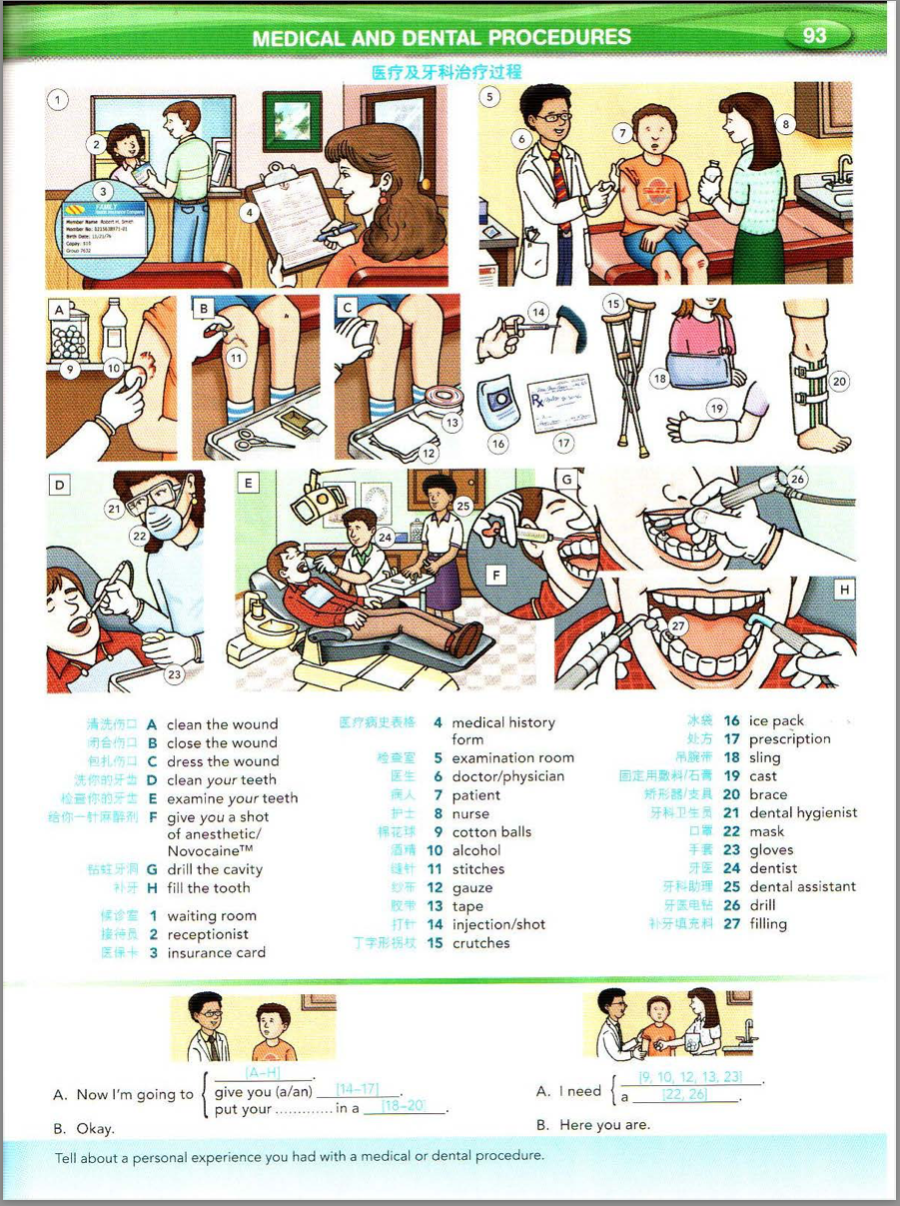 MEDICAL AND DENTAL PROCEDURES
93
医疗及牙科治疗过程
1
2
3
4
FAMILY
Member Name: Robert H. Smith
Birth Date: 11/21/76
Group 7632
5
6
7
8
A
9
10
B
11
C
12
13
14
15
16
17
18
19
20
D
21
22
23
E
24
25
F
G
26
H
27
清洗伤口 A clean the wound
闭合伤口 B close the wound
包扎伤口 C dress the wound
洗你的牙齿 D clean your teeth
检查你的牙齿 E examine your teeth
给你一针麻醉剂 F give you a shot
of anesthetic/
Novocaine™
钻蛀牙洞 G drill the cavity
补牙 H fill the tooth
候诊室 1 waiting room
接待员 2 receptionist
医保卡 3 insurance card
医疗病史表格 4 medical history
form
检查室 5 examination room
医生 6 doctor/physician
病人 7 patient
护士 8 nurse
棉花球 9 cotton balls
酒精 10 alcohol
缝针 11 stitches
纱布 12 gauze
胶带 13 tape
打针 14 injection/shot
丁字形拐杖 15 crutches
冰袋 16 ice pack
处方 17 prescription
吊腕带 18 sling
固定用敷料/石膏 19 cast
矫形器/支具 20 brace
牙科卫生员 21 dental hygienist
口罩 22 mask
手套 23 gloves
牙医 24 dentist
牙科助理 25 dental assistant
牙医电钻 26 drill
补牙填充料 27 filling
A. Now I'm going to
[A–H] .
give you (a/an) [14–17] .
put your ............. in a [18–20] .
B. Okay.
A. I need
[9, 10, 12, 13, 23] .
a [22, 26] .
B. Here you are.
Tell about a personal experience you had with a medical or dental procedure.